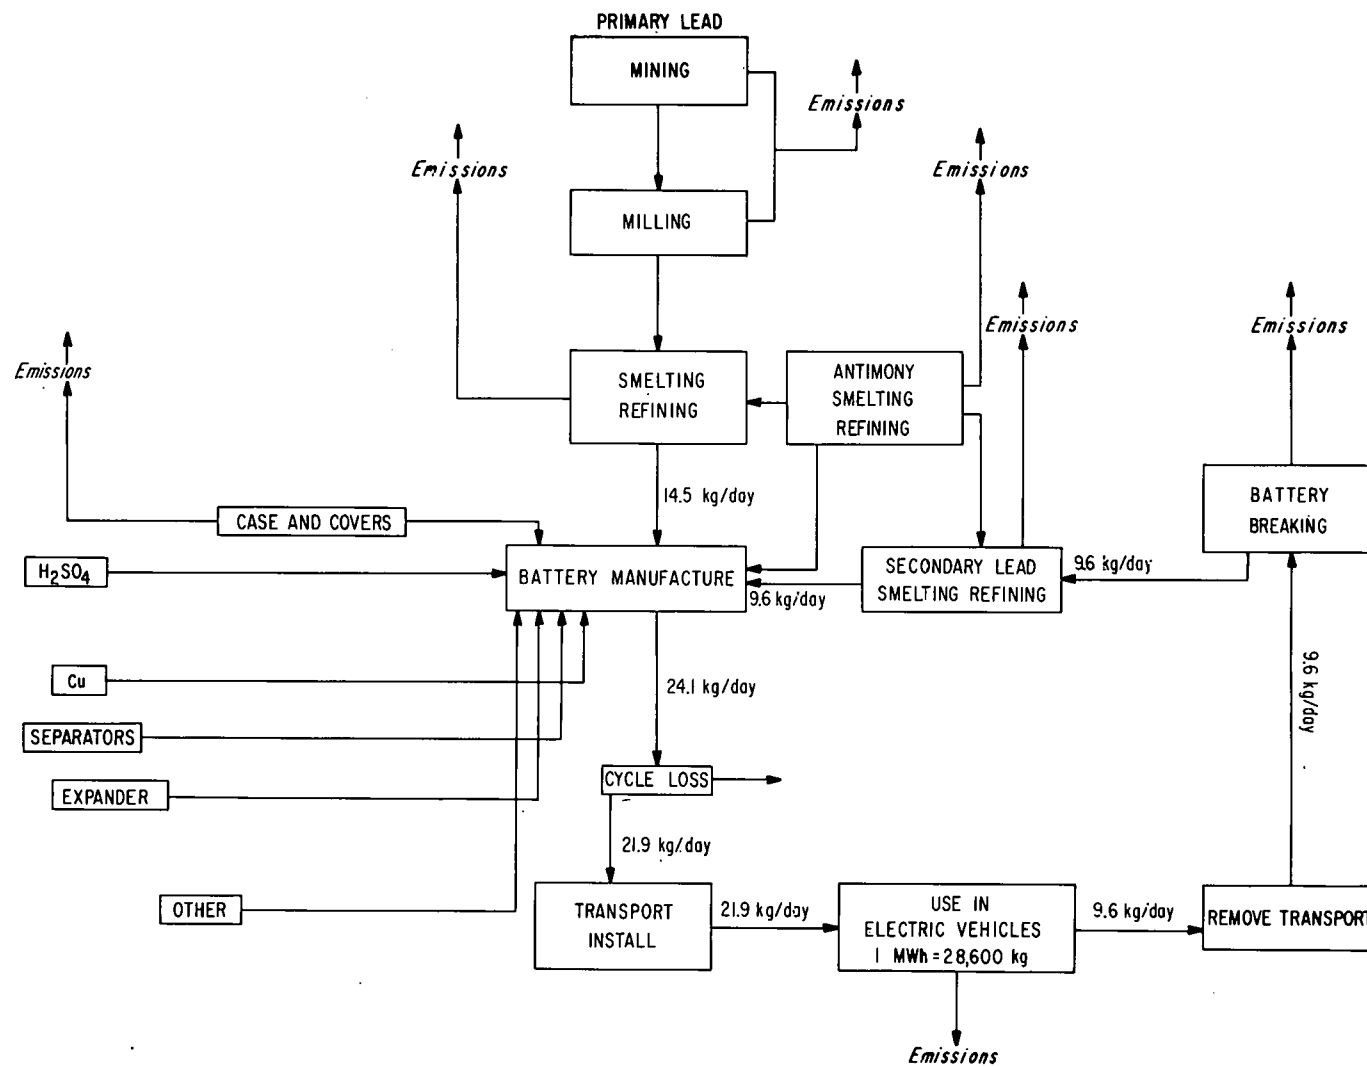 PRIMARY LEAD
MINING
Emissions
Emissions
Emissions
MILLING
Emissions
Emissions
Emissions
SMELTING
REFINING
ANTIMONY
SMELTING
REFINING
14.5 kg/day
BATTERY
BREAKING
CASE AND COVERS
H₂SO₄
BATTERY MANUFACTURE
9.6 kg/day
SECONDARY LEAD
SMELTING REFINING
9.6 kg/day
Cu
24.1 kg/day
9.6 kg/day
SEPARATORS
CYCLE LOSS
EXPANDER
21.9 kg/day
OTHER
TRANSPORT
INSTALL
21.9 kg/day
USE IN
ELECTRIC VEHICLES
1 MWh = 28,600 kg
9.6 kg/day
REMOVE TRANSPORT
Emissions